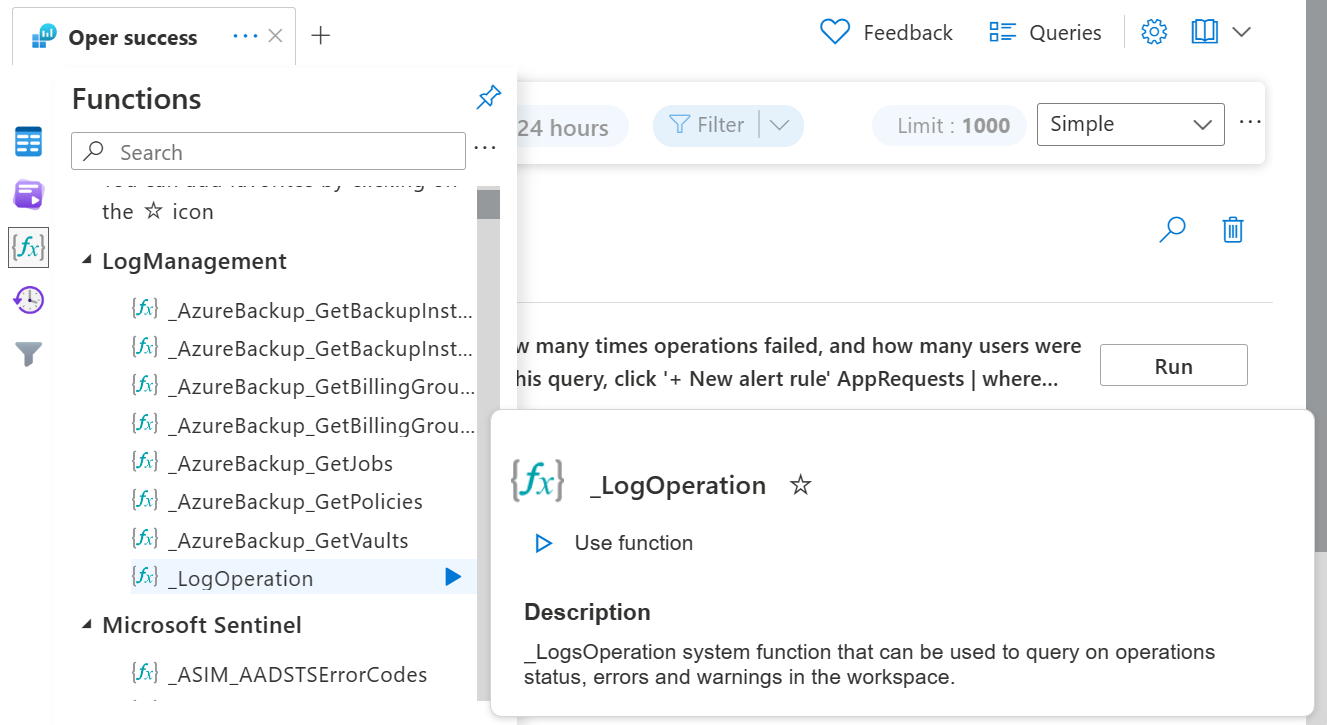 Oper success
Feedback
Queries
Functions
Search
24 hours
Filter
Limit : 1000
Simple
You can add favorites by clicking on
the ☆ icon
LogManagement
_AzureBackup_GetBackupInst...
_AzureBackup_GetBackupInst...
_AzureBackup_GetBillingGrou...
_AzureBackup_GetBillingGrou...
_AzureBackup_GetJobs
_AzureBackup_GetPolicies
_AzureBackup_GetVaults
_LogOperation
Microsoft Sentinel
_ASIM_AADSTSErrorCodes
w many times operations failed, and how many users were
his query, click '+ New alert rule' AppRequests | where...
Run
_LogOperation ☆
Use function
Description
_LogsOperation system function that can be used to query on operations
status, errors and warnings in the workspace.